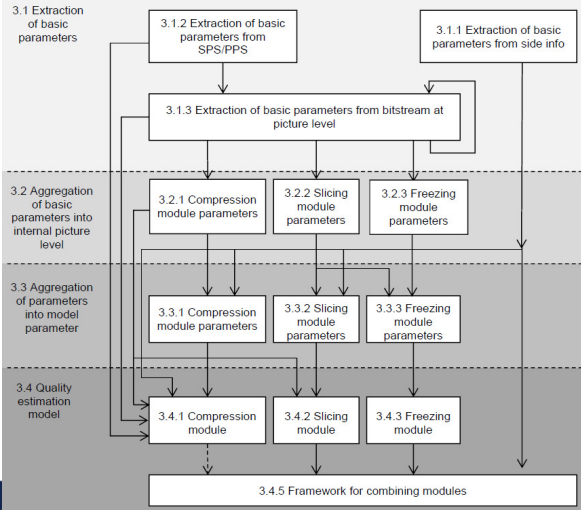 3.1 Extraction
of basic
parameters
3.1.2 Extraction of basic
parameters from
SPS/PPS
3.1.1 Extraction of basic
parameters from side info
3.1.3 Extraction of basic parameters from bitstream at
picture level
3.2 Aggregation
of basic
parameters into
internal picture
level
3.2.1 Compression
module parameters
3.2.2 Slicing
module
parameters
3.2.3 Freezing
module
parameters
3.3 Aggregation
of parameters
into model
parameter
3.3.1 Compression
module parameters
3.3.2 Slicing
module
parameters
3.3.3 Freezing
module
parameters
3.4 Quality
estimation
model
3.4.1 Compression
module
3.4.2 Slicing
module
3.4.3 Freezing
module
3.4.5 Framework for combining modules